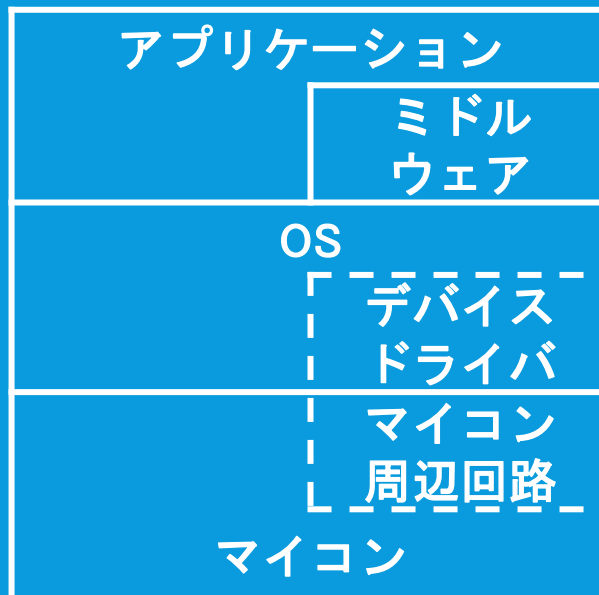 アプリケーション
ミドル
ウェア
OS
デバイス
ドライバ
マイコン
周辺回路
マイコン